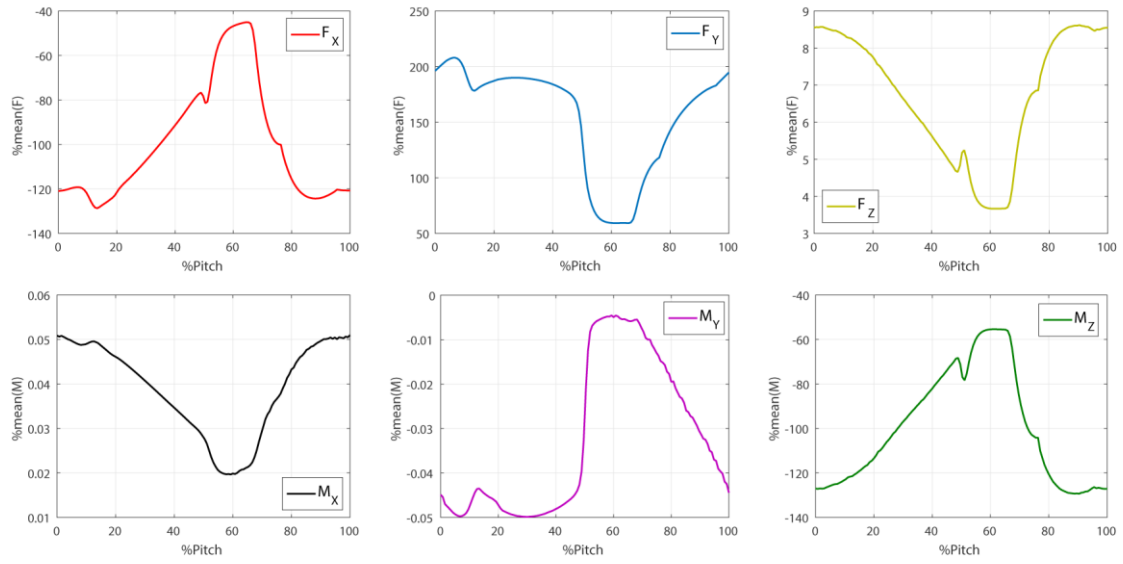 -40
-60
-80
-100
-120
-140
%mean(F)
F_X
0 20 40 60 80 100
%Pitch
250
200
150
100
50
%mean(F)
F_Y
0 20 40 60 80 100
%Pitch
9
8
7
6
5
4
3
%mean(F)
F_Z
0 20 40 60 80 100
%Pitch
0.06
0.05
0.04
0.03
0.02
0.01
%mean(M)
M_X
0 20 40 60 80 100
%Pitch
0
-0.01
-0.02
-0.03
-0.04
-0.05
%mean(M)
M_Y
0 20 40 60 80 100
%Pitch
-40
-60
-80
-100
-120
-140
%mean(M)
M_Z
0 20 40 60 80 100
%Pitch